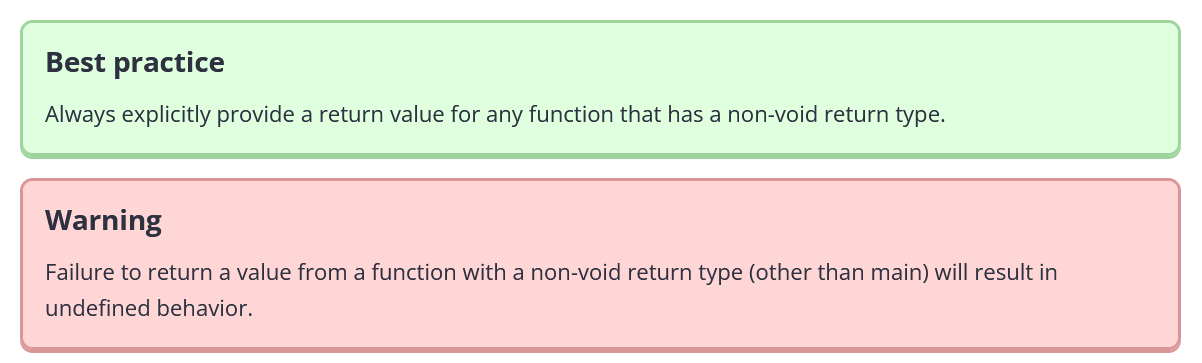 Best practice
Always explicitly provide a return value for any function that has a non-void return type.
Warning
Failure to return a value from a function with a non-void return type (other than main) will result in
undefined behavior.